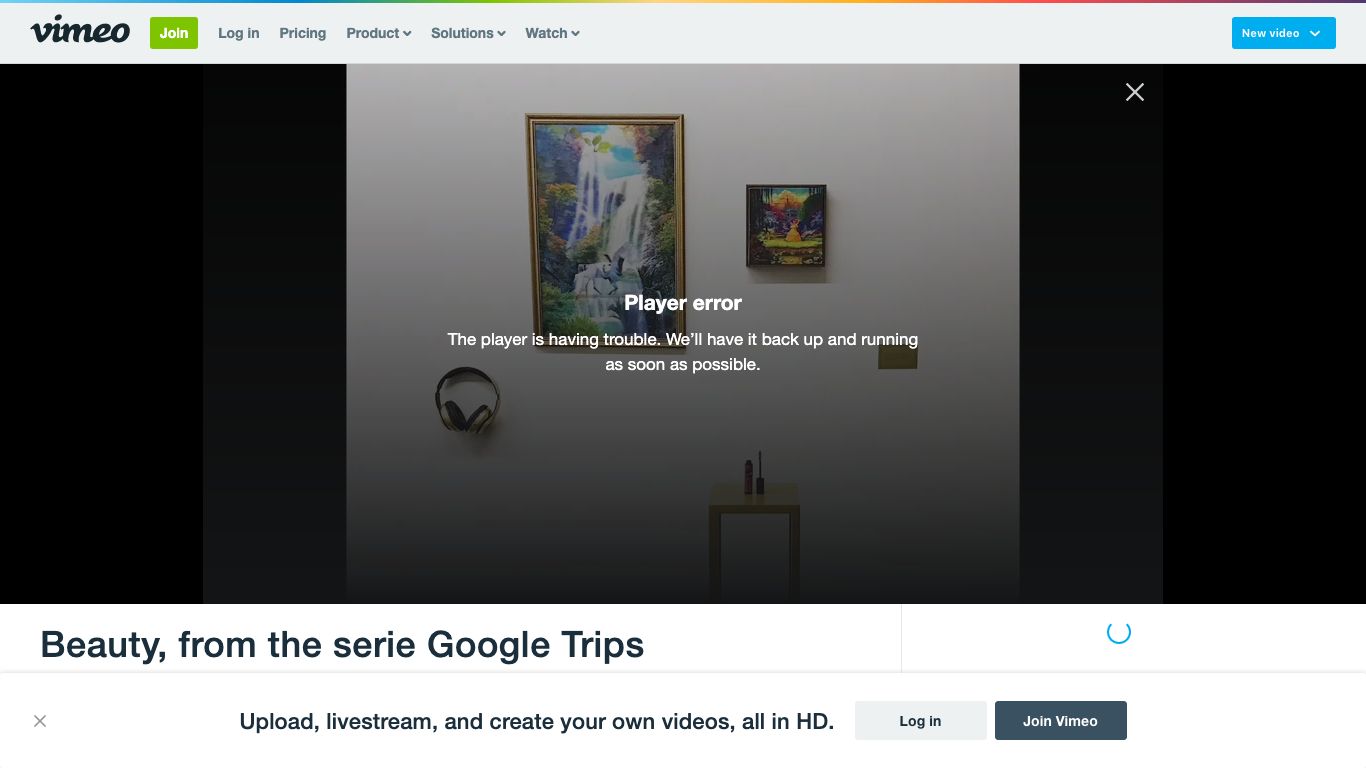 vimeo
Join
Log in
Pricing
Product
Solutions
Watch
New video
Player error
The player is having trouble. We’ll have it back up and running
as soon as possible.
Beauty, from the serie Google Trips
Upload, livestream, and create your own videos, all in HD.
Log in
Join Vimeo